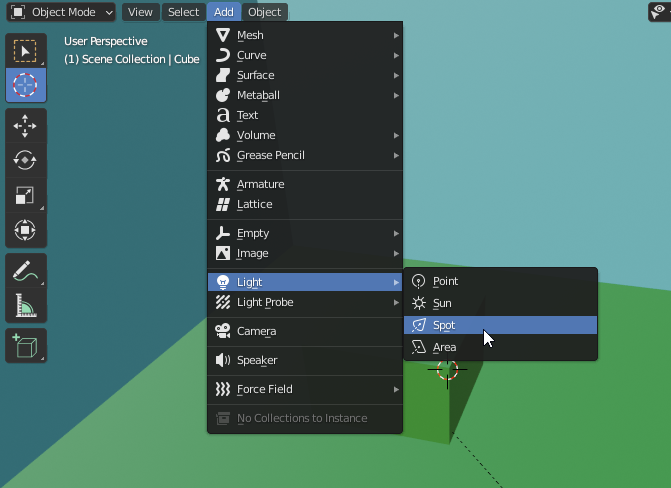 Object Mode View Select Add Object
User Perspective
(1) Scene Collection | Cube
Mesh
Curve
Surface
Metaball
Text
Volume
Grease Pencil
Armature
Lattice
Empty
Image
Light
Light Probe
Camera
Speaker
Force Field
No Collections to Instance
Point
Sun
Spot
Area